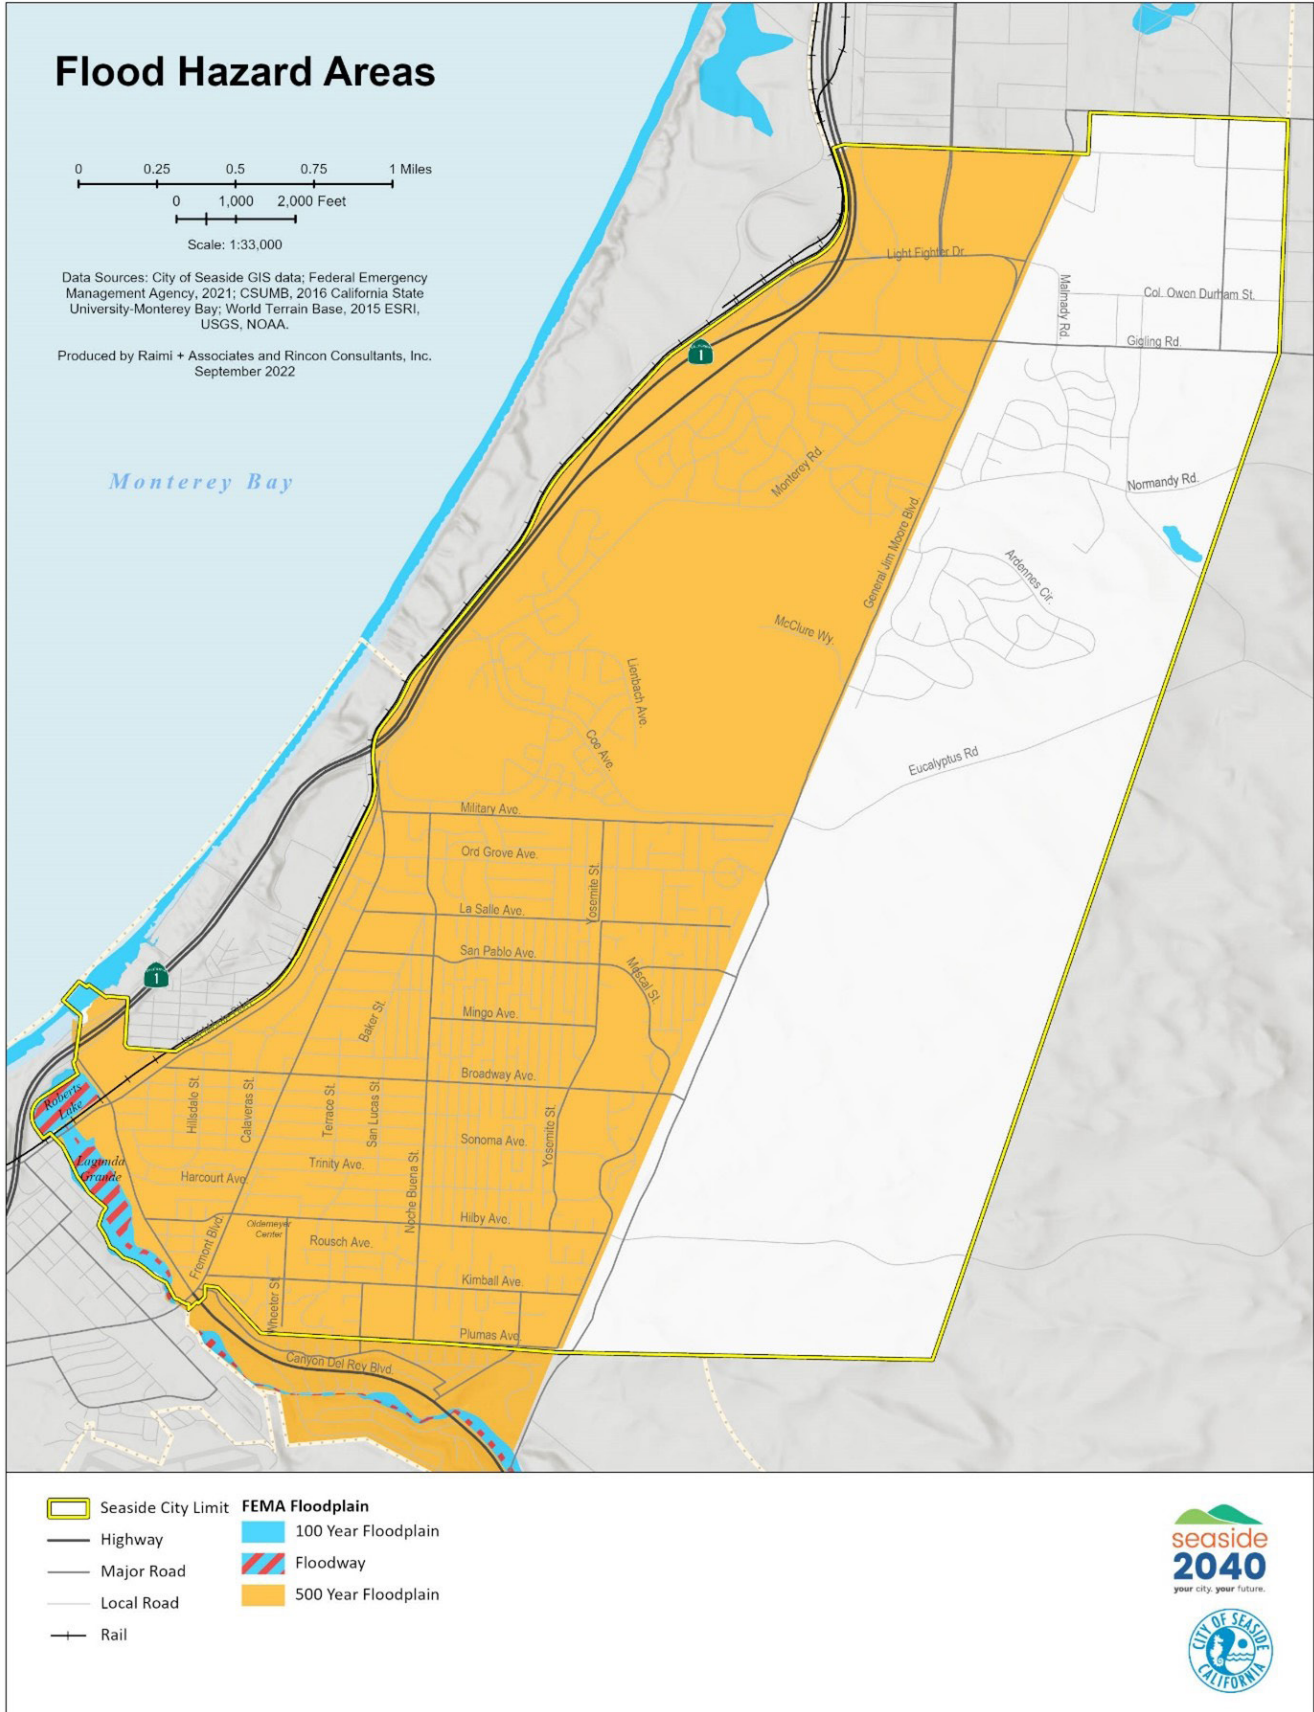 Flood Hazard Areas
0 0.25 0.5 0.75 1 Miles
0 1,000 2,000 Feet
Scale: 1:33,000
Data Sources: City of Seaside GIS data; Federal Emergency
Management Agency, 2021; CSUMB, 2016 California State
University-Monterey Bay; World Terrain Base, 2015 ESRI,
USGS, NOAA.
Produced by Raimi + Associates and Rincon Consultants, Inc.
September 2022
Monterey Bay
Light Fighter Dr.
Malmady Rd.
Col. Owen Durham St.
Gigling Rd.
1
Monterey Rd
Normandy Rd.
General Jim Moore Blvd
Ardennes Cir.
McClure Wy.
Lienbach Ave.
Coe Ave.
Eucalyptus Rd
Military Ave.
Ord Grove Ave.
Yosemite St.
La Salle Ave.
San Pablo Ave.
Mescal St.
1
Baker St.
Mingo Ave.
Broadway Ave.
Roberts
Lake
Hillsdale St.
Calaveras St.
Terrace St.
San Lucas St.
Sonoma Ave.
Yosemite St.
Laguna
Grande
Harcourt Ave.
Trinity Ave.
Noche Buena St.
Hilby Ave.
Oldemeyer
Center
Fremont Blvd.
Rousch Ave.
Kimball Ave.
Wheeler St.
Plumas Ave.
Canyon Del Rey Blvd.
Seaside City Limit
Highway
Major Road
Local Road
Rail
FEMA Floodplain
100 Year Floodplain
Floodway
500 Year Floodplain
seaside
2040
your city. your future.
CITY OF SEASIDE
CALIFORNIA